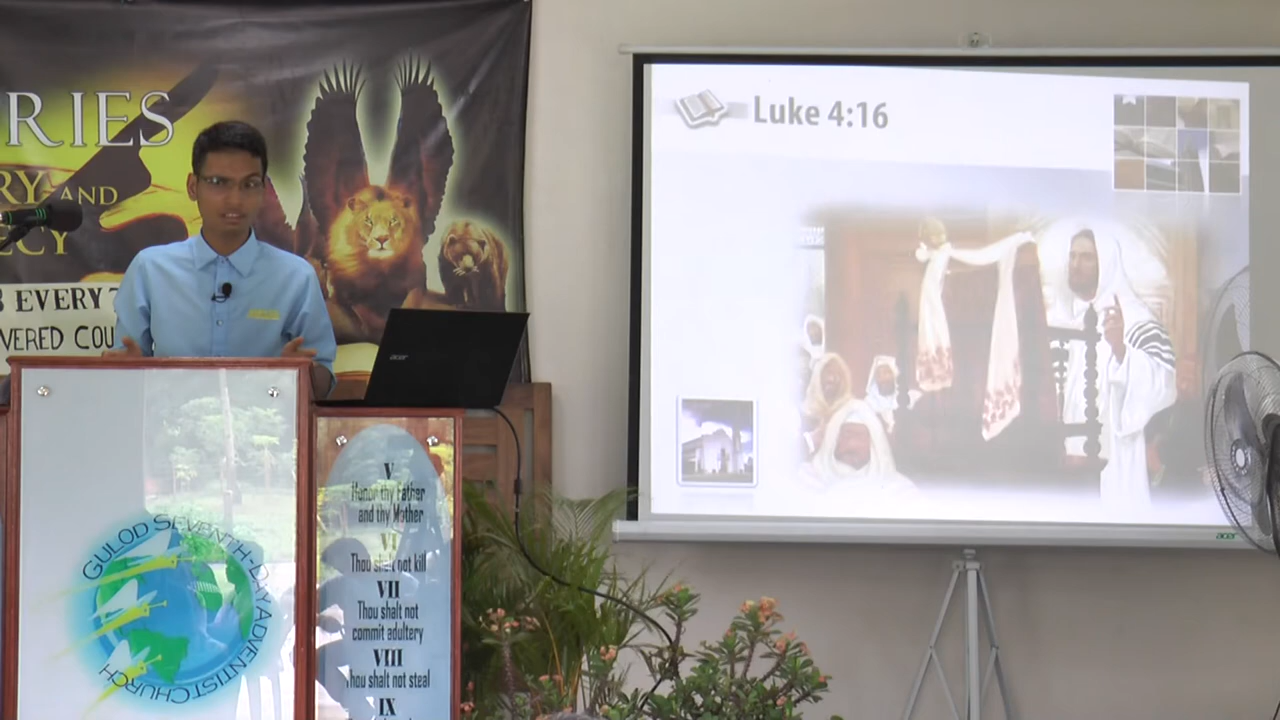 RIES
RY AND
ECY
EVERY
VERED COU
Luke 4:16
acer
V
Honor thy Father
and thy Mother
VI
Thou shalt not kill
VII
Thou shalt not
commit adultery
VIII
Thou shalt not steal
IX
GULOD SEVENTH-DAY ADVENTIST CHURCH
acer